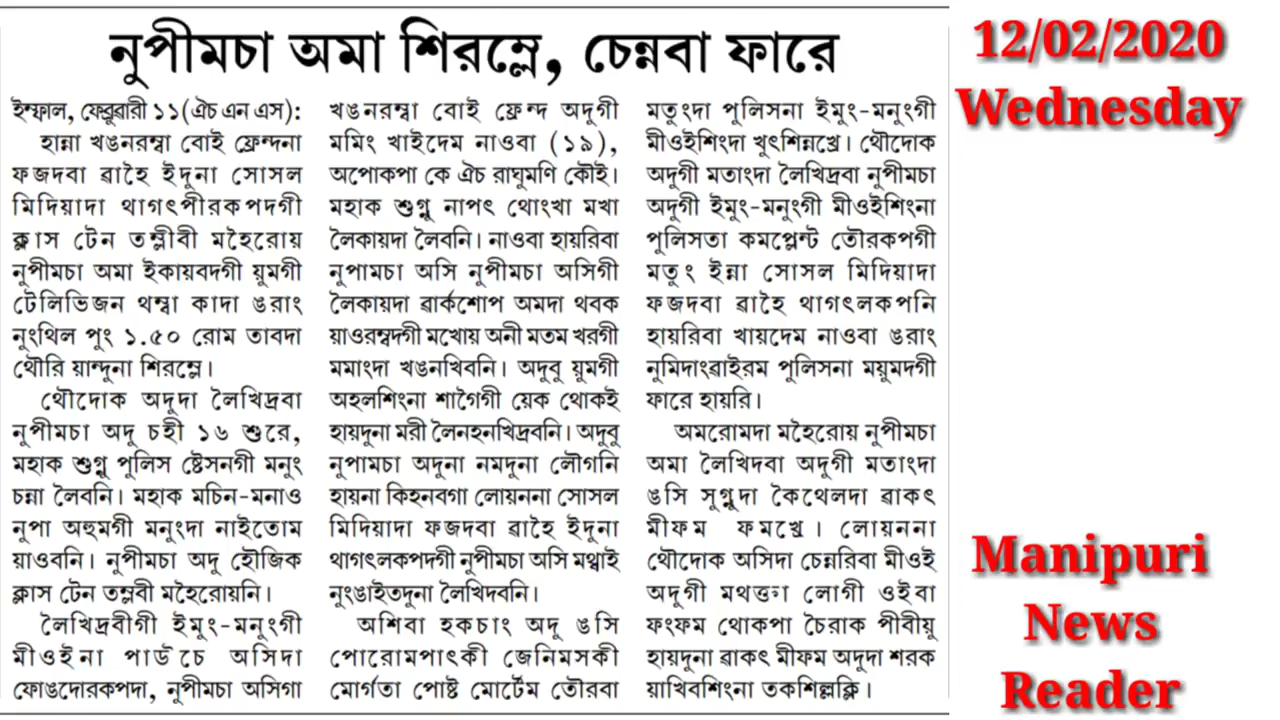 নুপীমচা অমা শিরম্লে, চেন্নবা ফারে
ইম্ফাল, ফেব্রুৱারী ১১(ঐচ এন এস):
হান্না খঙনরম্বা বোই ফ্রেন্দনা
ফজদবা ৱাহৈ ইদুনা সোসল
মিদিয়াদা থাগৎপীরকপদগী
ক্লাস টেন তম্লীবী মহৈরোয়
নুপীমচা অমা ইকায়বদগী য়ুমগী
টেলিভিজন থম্বা কাদা ঙরাং
নুংথিল পুং ১.৫০ রোম তাবদা
থৌরি য়ান্দুনা শিরম্লে।
থৌদোক অদুদা লৈখিদ্রবা
নুপীমচা অদু চহী ১৬ শুরে,
মহাক শুগ্নু পুলিস ষ্টেসনগী মনুং
চন্না লৈবনি। মহাক মচিন-মনাও
নুপা অহুমগী মনুংদা নাইতোম
য়াওবনি। নুপীমচা অদু হৌজিক
ক্লাস টেন তম্লবী মহৈরোয়নি।
লৈখিদ্রবীগী ইমুং-মনুংগী
মীওইনা পাউচে অসিদা
ফোঙদোরকপদা, নুপীমচা অসিগা
খঙনরম্বা বোই ফ্রেন্দ অদুগী
মমিং খাইদেম নাওবা (১৯),
অপোকপা কে ঐচ রাঘুমণি কৌই।
মহাক শুগ্নু নাপৎ থোংখা মখা
লৈকায়দা লৈবনি। নাওবা হায়রিবা
নুপামচা অসি নুপীমচা অসিগী
লৈকায়দা ৱার্কশোপ অমদা থবক
য়াওরম্বদগী মখোয় অনী মতম খরগী
মমাংদা খঙনখিবনি। অদুবু য়ুমগী
অহলশিংনা শাগৈগী য়েক থোকই
হায়দুনা মরী লৈনহনখিদ্রবনি। অদুবু
নুপামচা অদুনা নমদুনা লৌগনি
হায়না কিহনবগা লোয়ননা সোসল
মিদিয়াদা ফজদবা ৱাহৈ ইদুনা
থাগৎলকপদগী নুপীমচা অসি মথ্বাই
নুংঙাইতদুনা লৈখিদবনি।
অশিবা হকচাং অদু ঙসি
পোরোমপাৎকী জেনিমসকী
মোর্গতা পোষ্ট মোর্টেম তৌরবা
মতুংদা পুলিসনা ইমুং-মনুংগী
মীওইশিংদা খুৎশিন্নখ্রে। থৌদোক
অদুগী মতাংদা লৈখিদ্রবা নুপীমচা
অদুগী ইমুং-মনুংগী মীওইশিংনা
পুলিসতা কমপ্লেন্ট তৌরকপগী
মতুং ইন্না সোসল মিদিয়াদা
ফজদবা ৱাহৈ থাগৎলকপনি
হায়রিবা খায়দেম নাওবা ঙরাং
নুমিদাংৱাইরম পুলিসনা ময়ুমদগী
ফারে হায়রি।
অমরোমদা মহৈরোয় নুপীমচা
অমা লৈখিদবা অদুগী মতাংদা
ঙসি সুগ্নুদা কৈথেলদা ৱাকৎ
মীফম ফমখ্রে। লোয়ননা
থৌদোক অসিদা চেন্নরিবা মীওই
অদুগী মথক্তা লোগী ওইবা
ফংফম থোকপা চৈরাক পীবীয়ু
হায়দুনা ৱাকৎ মীফম অদুদা শরুক
য়াখিবশিংনা তকশিল্লক্লি।
12/02/2020
Wednesday
Manipuri
News
Reader